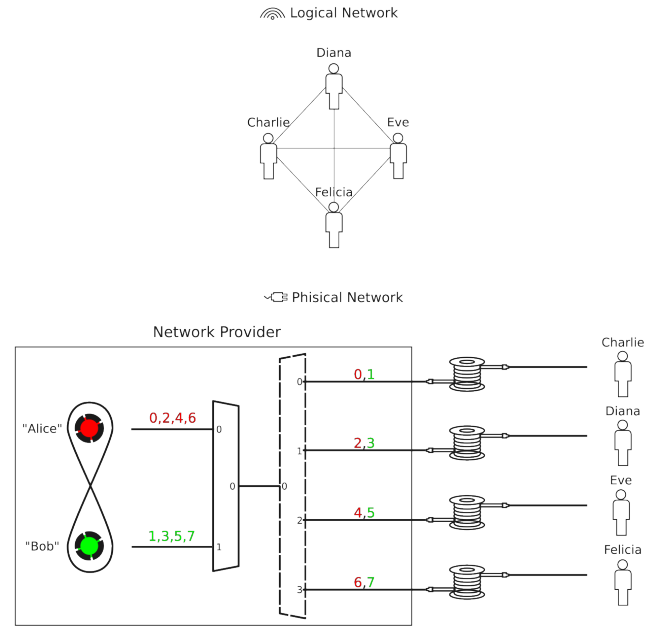 Logical Network
Diana
Charlie
Eve
Felicia
Phisical Network
Network Provider
Charlie
0
0,1
"Alice"
0,2,4,6
0
Diana
1
2,3
0
0
Eve
2
4,5
"Bob"
1,3,5,7
1
Felicia
3
6,7